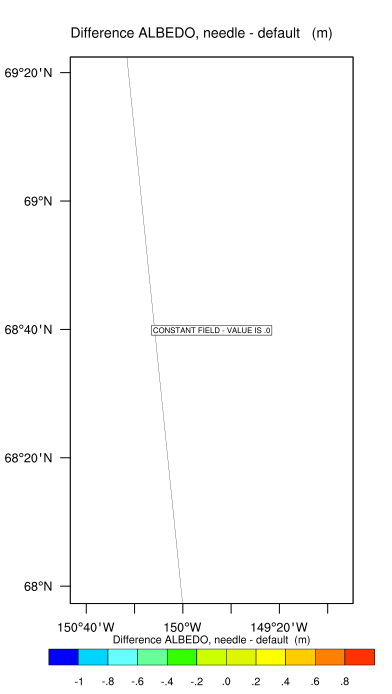 Difference ALBEDO, needle - default (m)
69°20'N
69°N
68°40'N
CONSTANT FIELD - VALUE IS .0
68°20'N
68°N
150°40'W 150°W 149°20'W
Difference ALBEDO, needle - default (m)
-1 -.8 -.6 -.4 -.2 .0 .2 .4 .6 .8